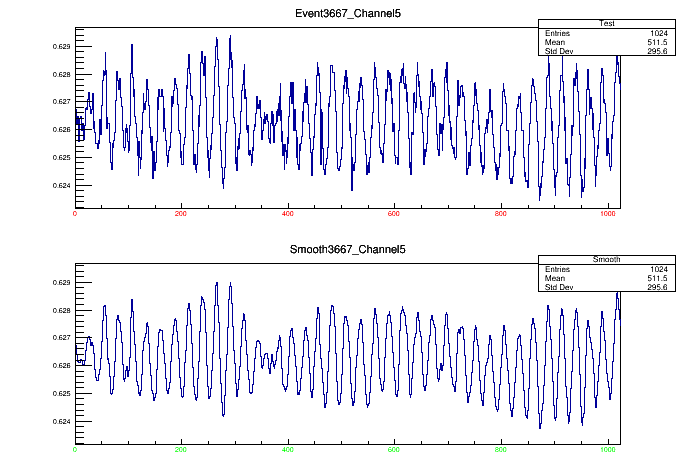 Event3667_Channel5
Test
Entries 1024
Mean 511.5
Std Dev 295.6
0.629
0.628
0.627
0.626
0.625
0.624
0 200 400 600 800 1000
Smooth3667_Channel5
Smooth
Entries 1024
Mean 511.5
Std Dev 295.6
0.629
0.628
0.627
0.626
0.625
0.624
0 200 400 600 800 1000